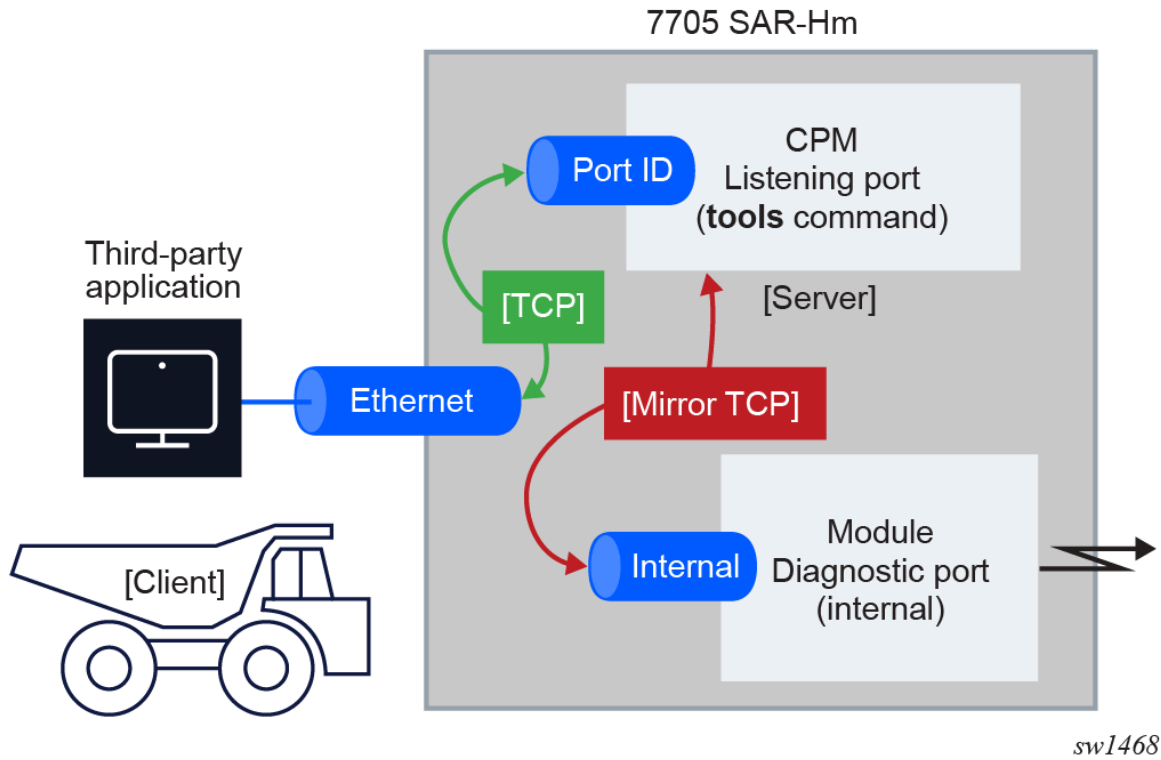 7705 SAR-Hm
CPM
Listening port
(tools command)
Port ID
Third-party
application
[TCP]
[Server]
Ethernet
[Mirror TCP]
Internal
Module
Diagnostic port
(internal)
[Client]
sw1468